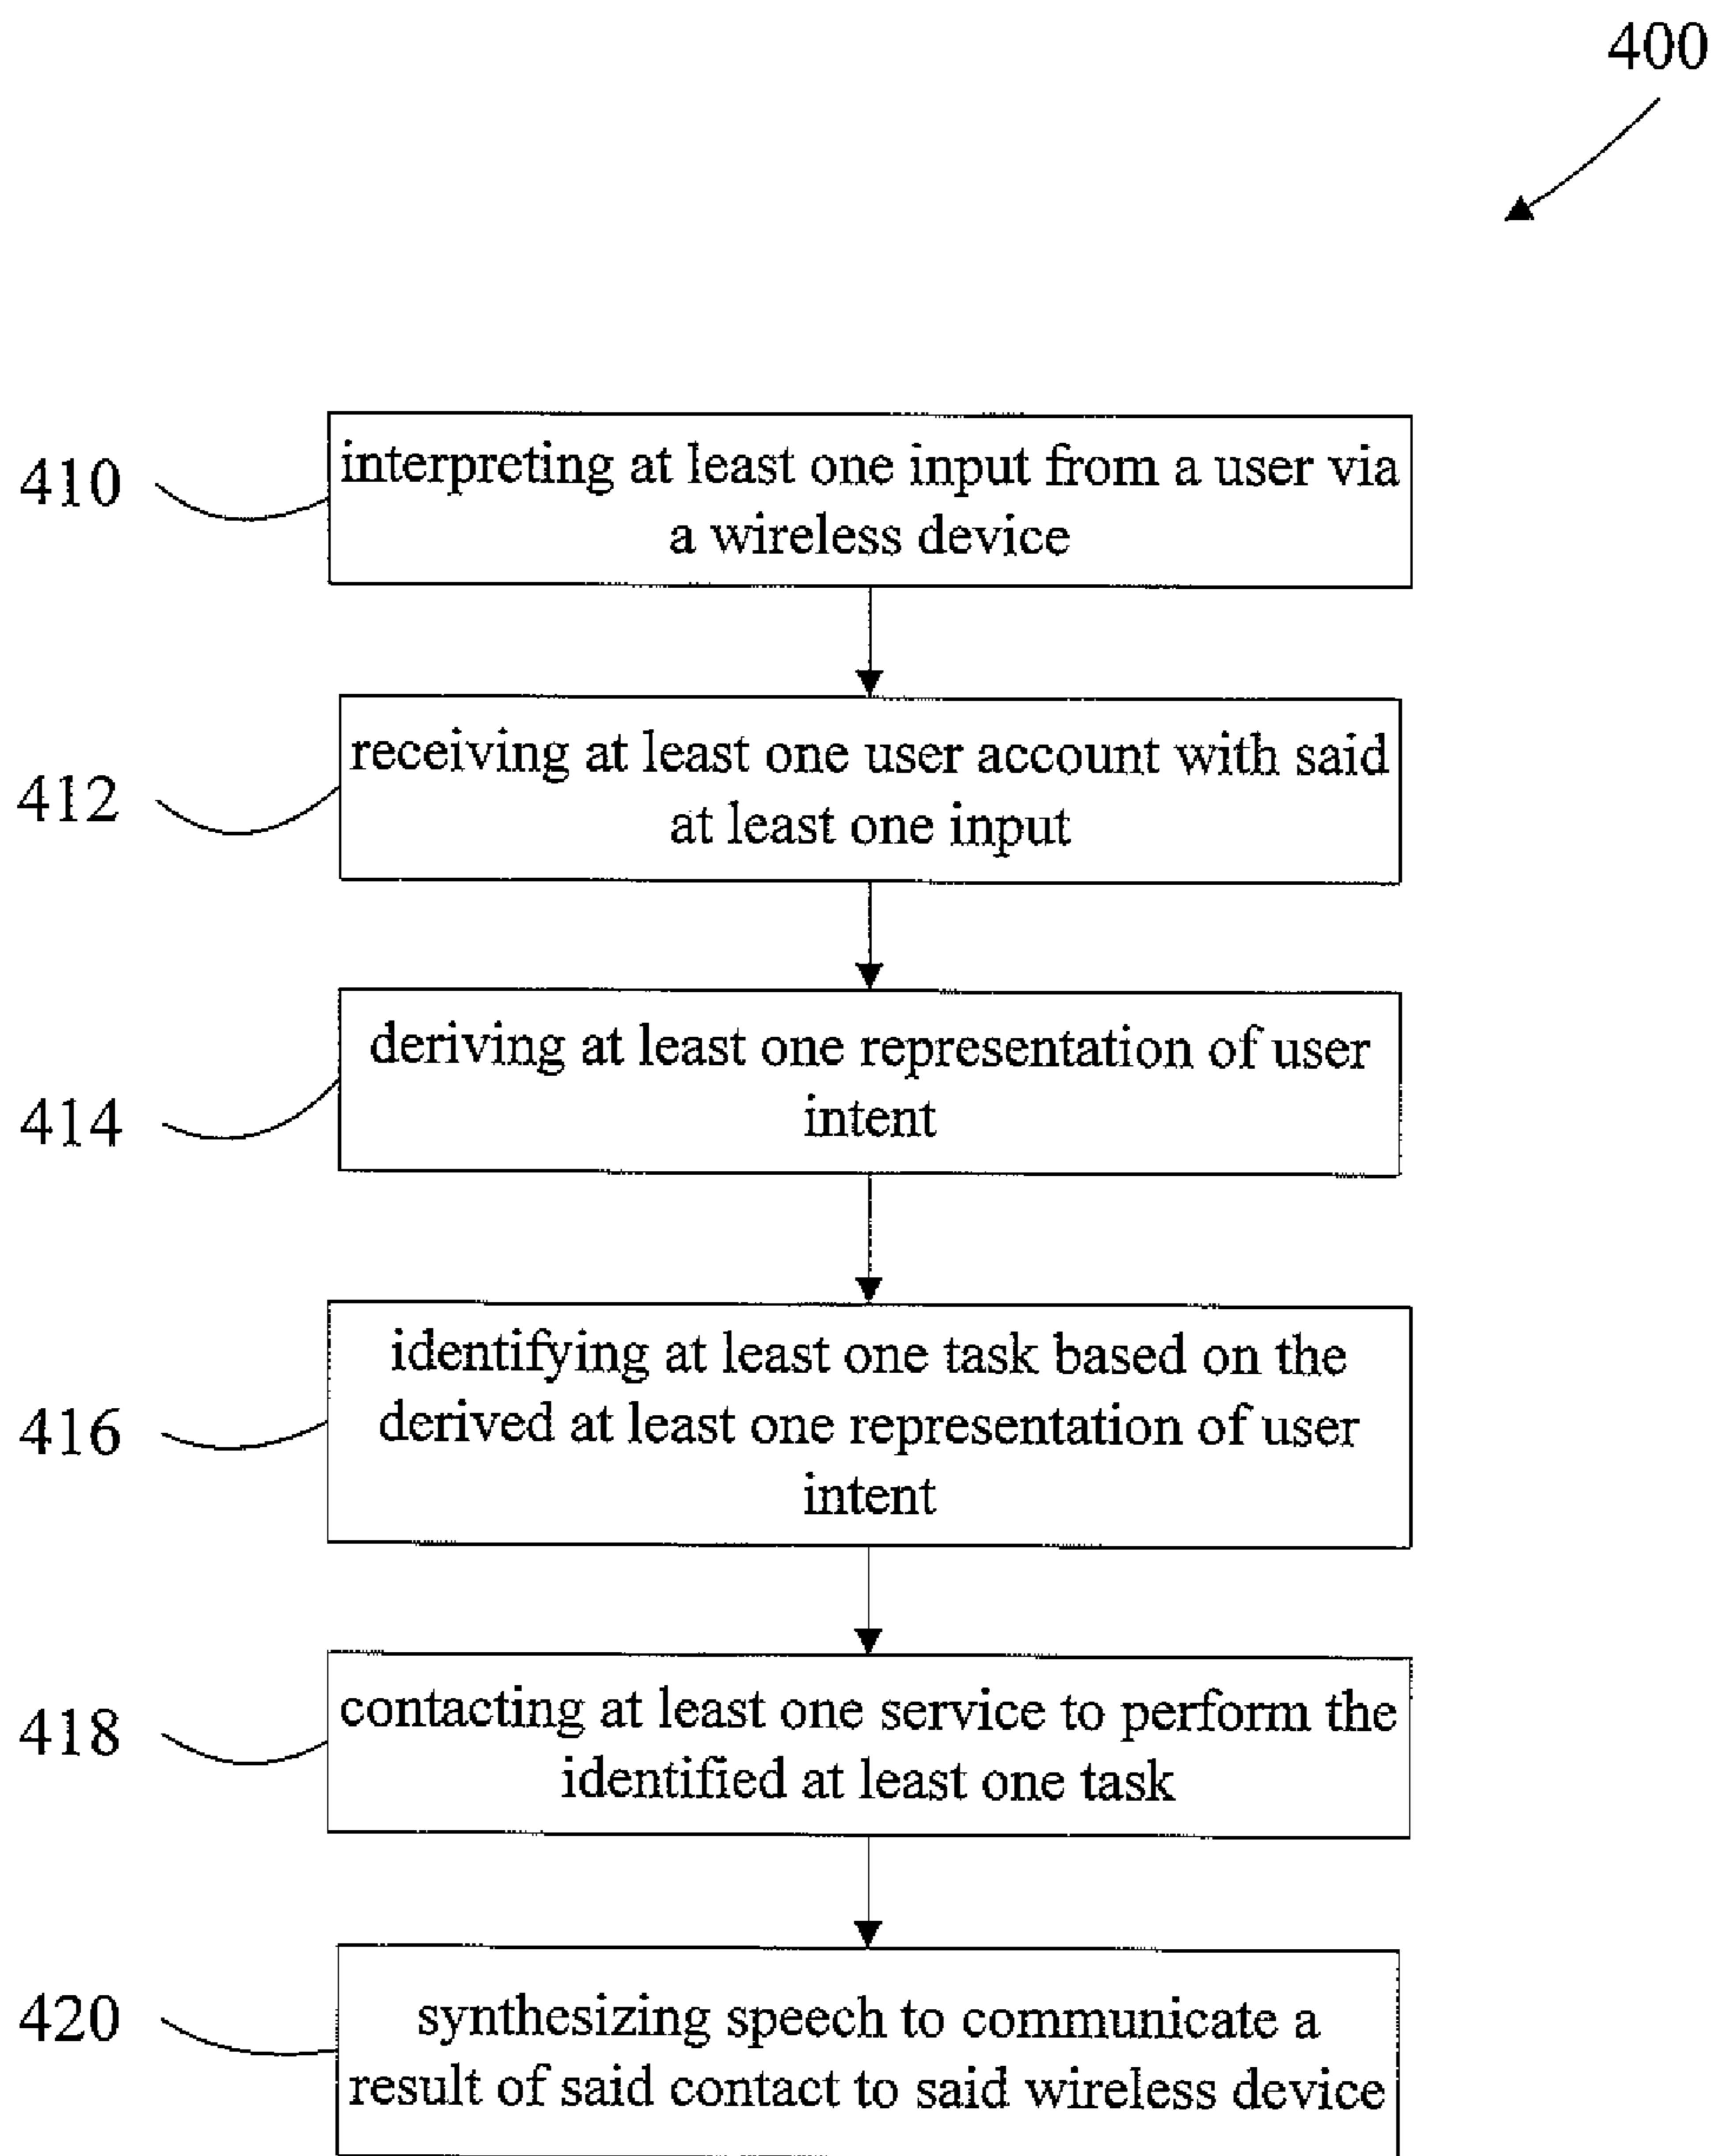 400
410
interpreting at least one input from a user via
a wireless device
412
receiving at least one user account with said
at least one input
414
deriving at least one representation of user
intent
416
identifying at least one task based on the
derived at least one representation of user
intent
418
contacting at least one service to perform the
identified at least one task
420
synthesizing speech to communicate a
result of said contact to said wireless device